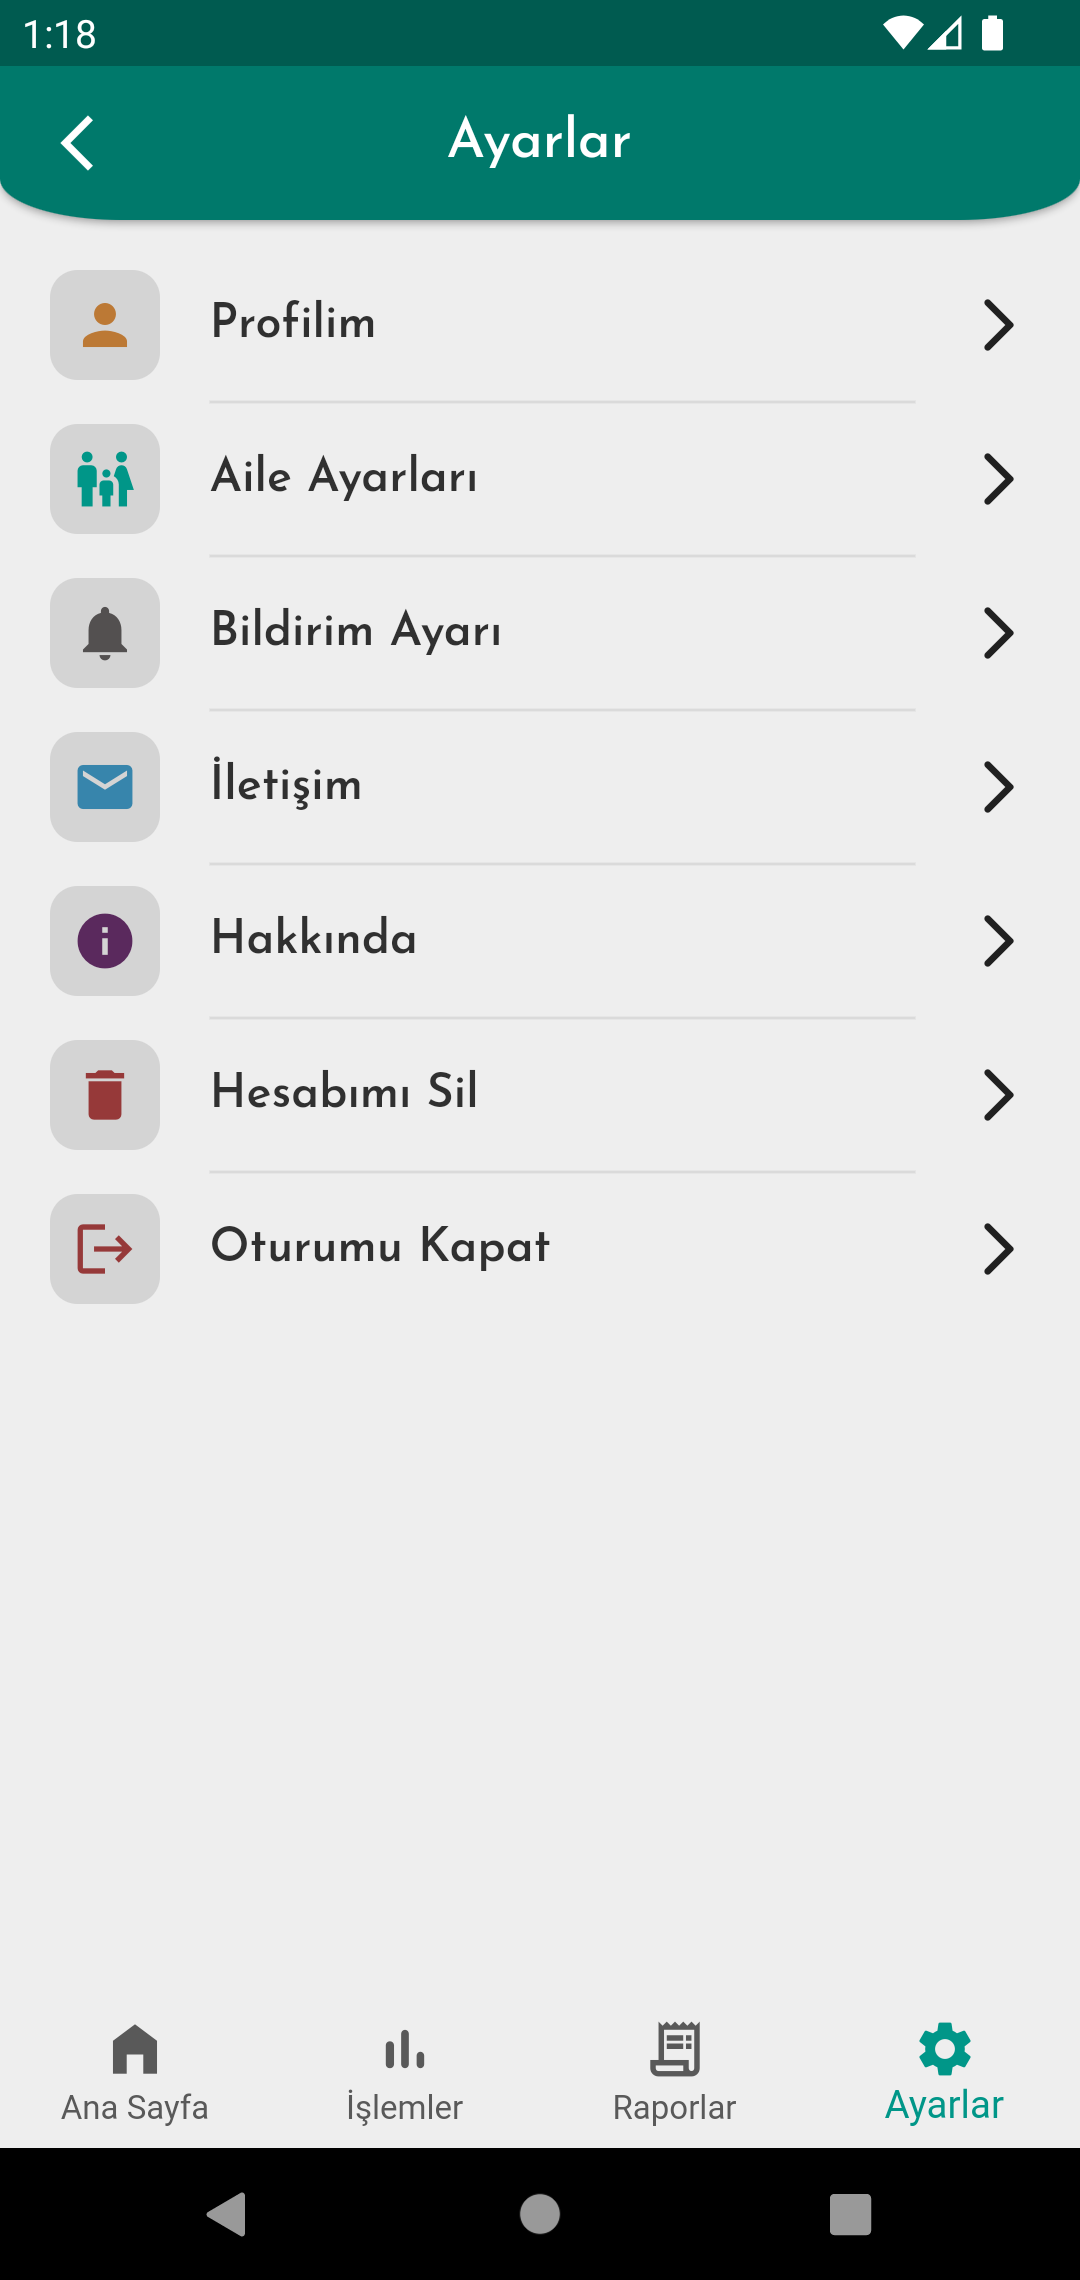 1:18
Ayarlar
Profilim
Aile Ayarları
Bildirim Ayarı
İletişim
Hakkında
Hesabımı Sil
Oturumu Kapat
Ana Sayfa
İşlemler
Raporlar
Ayarlar